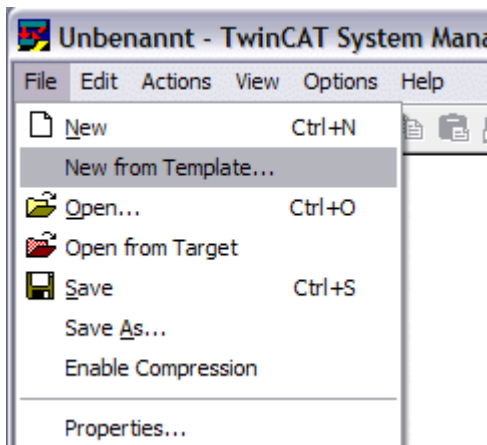 Unbenannt - TwinCAT System Mana
File Edit Actions View Options Help
New Ctrl+N
New from Template...
Open... Ctrl+O
Open from Target
Save Ctrl+S
Save As...
Enable Compression
Properties...